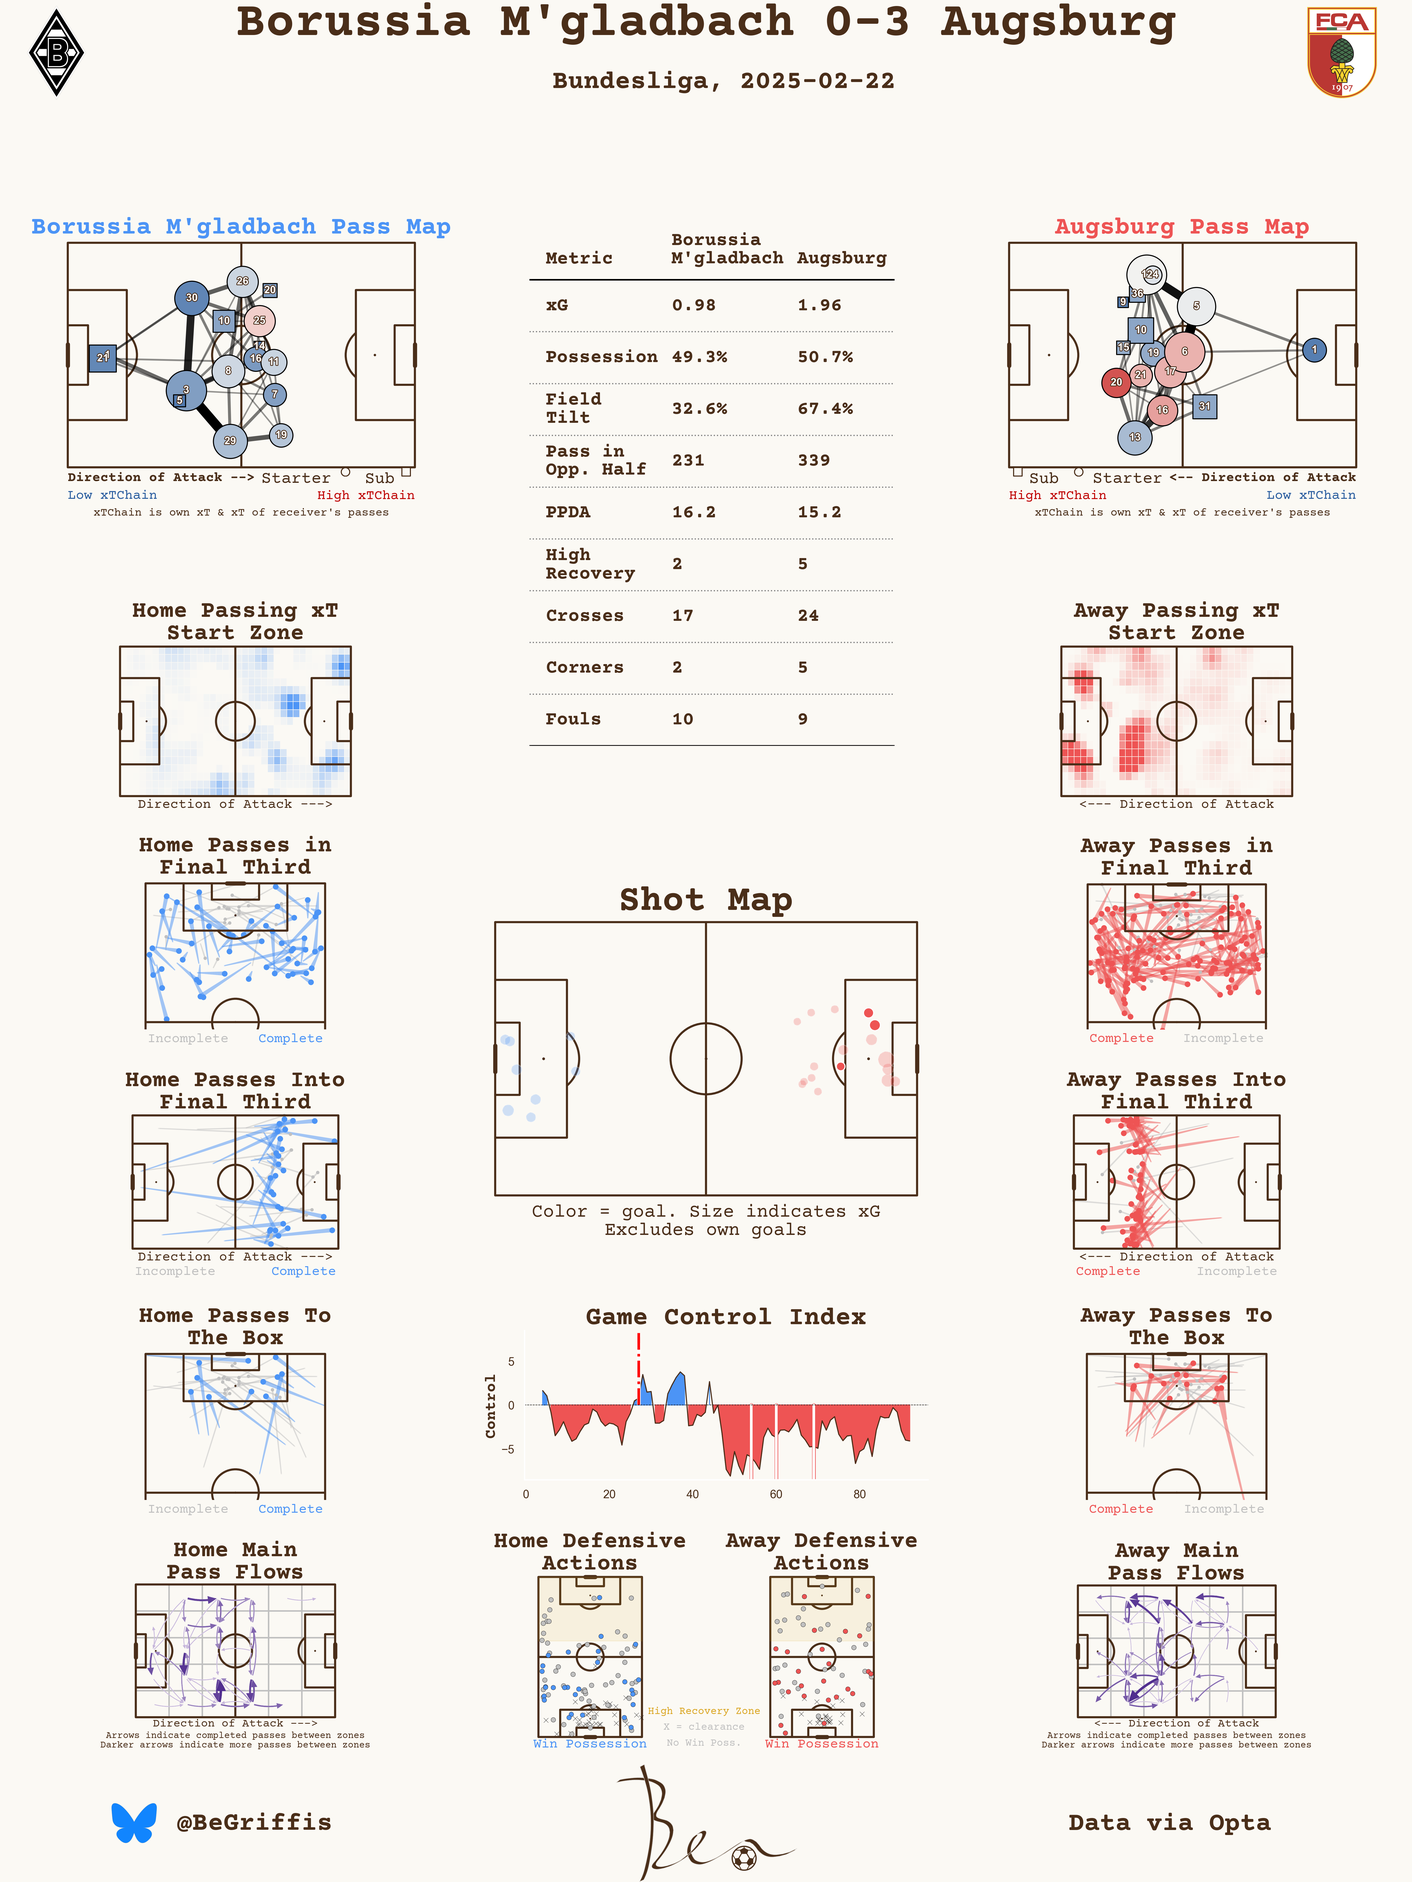 Borussia M'gladbach 0-3 Augsburg
Bundesliga, 2025-02-22
FCA
1907
B
Borussia M'gladbach Pass Map
26
20
30
10
25
14
21
16
11
8
3
5
7
29
19
Direction of Attack --> Starter Sub
Low xTChain High xTChain
xTChain is own xT & xT of receiver's passes
Metric Borussia M'gladbach Augsburg
xG 0.98 1.96
Possession 49.3% 50.7%
Field Tilt 32.6% 67.4%
Pass in Opp. Half 231 339
PPDA 16.2 15.2
High Recovery 2 5
Crosses 17 24
Corners 2 5
Fouls 10 9
Augsburg Pass Map
24
36
9
5
10
15
19
6
1
20
21
17
16
31
13
Sub Starter <-- Direction of Attack
High xTChain Low xTChain
xTChain is own xT & xT of receiver's passes
Home Passing xT
Start Zone
Direction of Attack --->
Away Passing xT
Start Zone
<--- Direction of Attack
Home Passes in
Final Third
Incomplete Complete
Away Passes in
Final Third
Complete Incomplete
Shot Map
Color = goal. Size indicates xG
Excludes own goals
Home Passes Into
Final Third
Direction of Attack --->
Incomplete Complete
Away Passes Into
Final Third
<--- Direction of Attack
Complete Incomplete
Home Passes To
The Box
Incomplete Complete
Game Control Index
Control
5
0
−5
0 20 40 60 80
Away Passes To
The Box
Complete Incomplete
Home Main
Pass Flows
Direction of Attack --->
Arrows indicate completed passes between zones
Darker arrows indicate more passes between zones
Home Defensive
Actions
Win Possession
Away Defensive
Actions
Win Possession
High Recovery Zone
X = clearance
No Win Poss.
Away Main
Pass Flows
<--- Direction of Attack
Arrows indicate completed passes between zones
Darker arrows indicate more passes between zones
@BeGriffis
Ben
Data via Opta